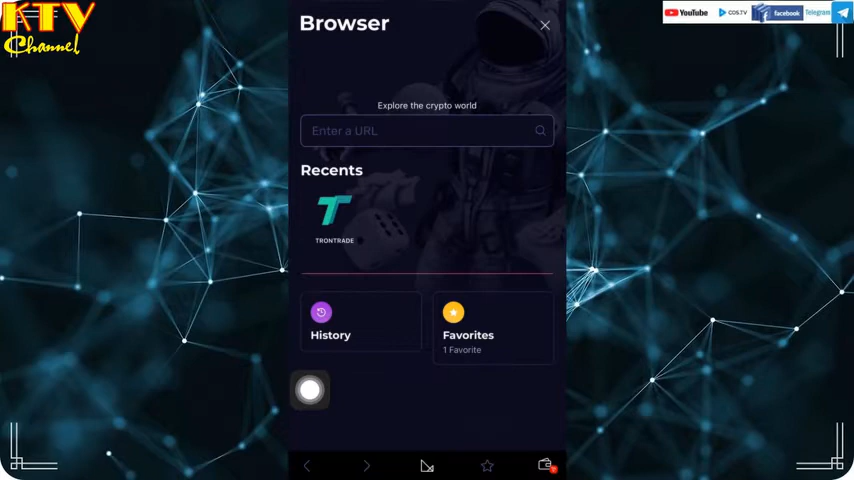 KTV
Channel
YouTube
COS.TV
facebook
Telegram
Browser
Explore the crypto world
Enter a URL
Recents
TRONTRADE
History
Favorites
1 Favorite